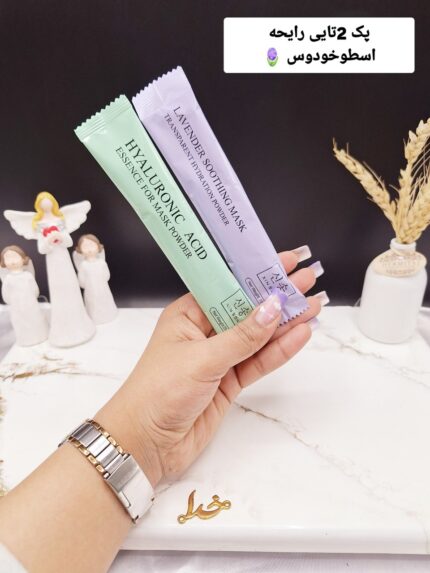 پک 2تایی رایحه
اسطوخودوس
HYALURONIC ACID
ESSENCE FOR MASK POWDER
LAVENDER SOOTHING MASK
TRANSPARENT HYDRATION POWDER
خدا